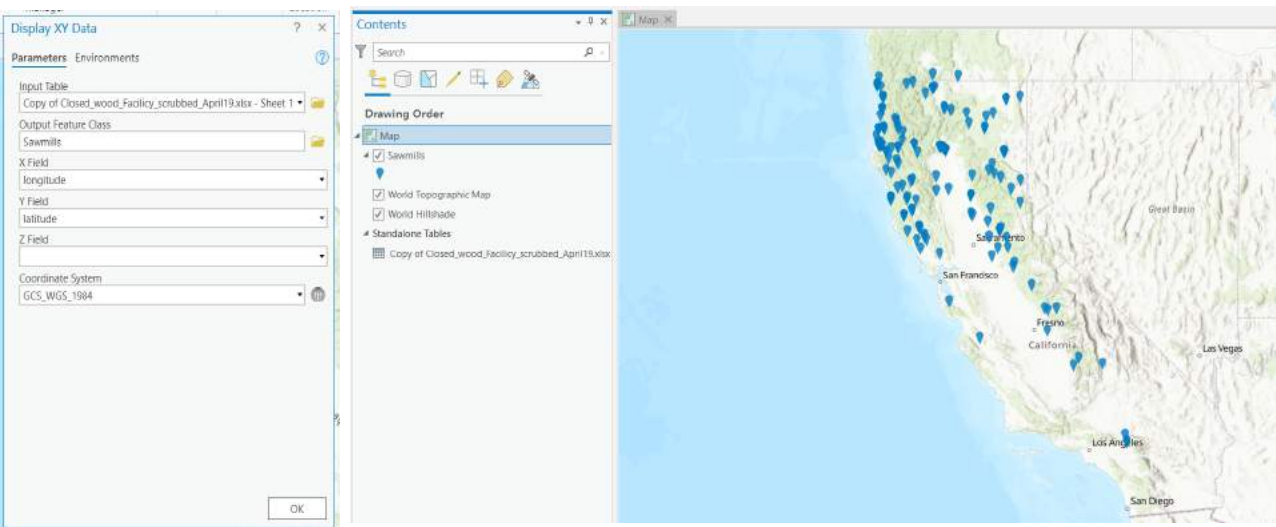 Display XY Data
?
×
Parameters Environments
Input Table
Copy of Closed_wood_Facilicy_scrubbed_April19.xlsx - Sheet 1
Output Feature Class
Sawmills
X Field
longitude
Y Field
latitude
Z Field
Coordinate System
GCS_WGS_1984
OK
Contents
Search
Drawing Order
Map
Sawmills
World Topographic Map
World Hillshade
Standalone Tables
Copy of Closed_wood_Facilicy_scrubbed_April19.xlsx
Map
Great Basin
Sacramento
San Francisco
Fresno
California
Las Vegas
Los Angeles
San Diego